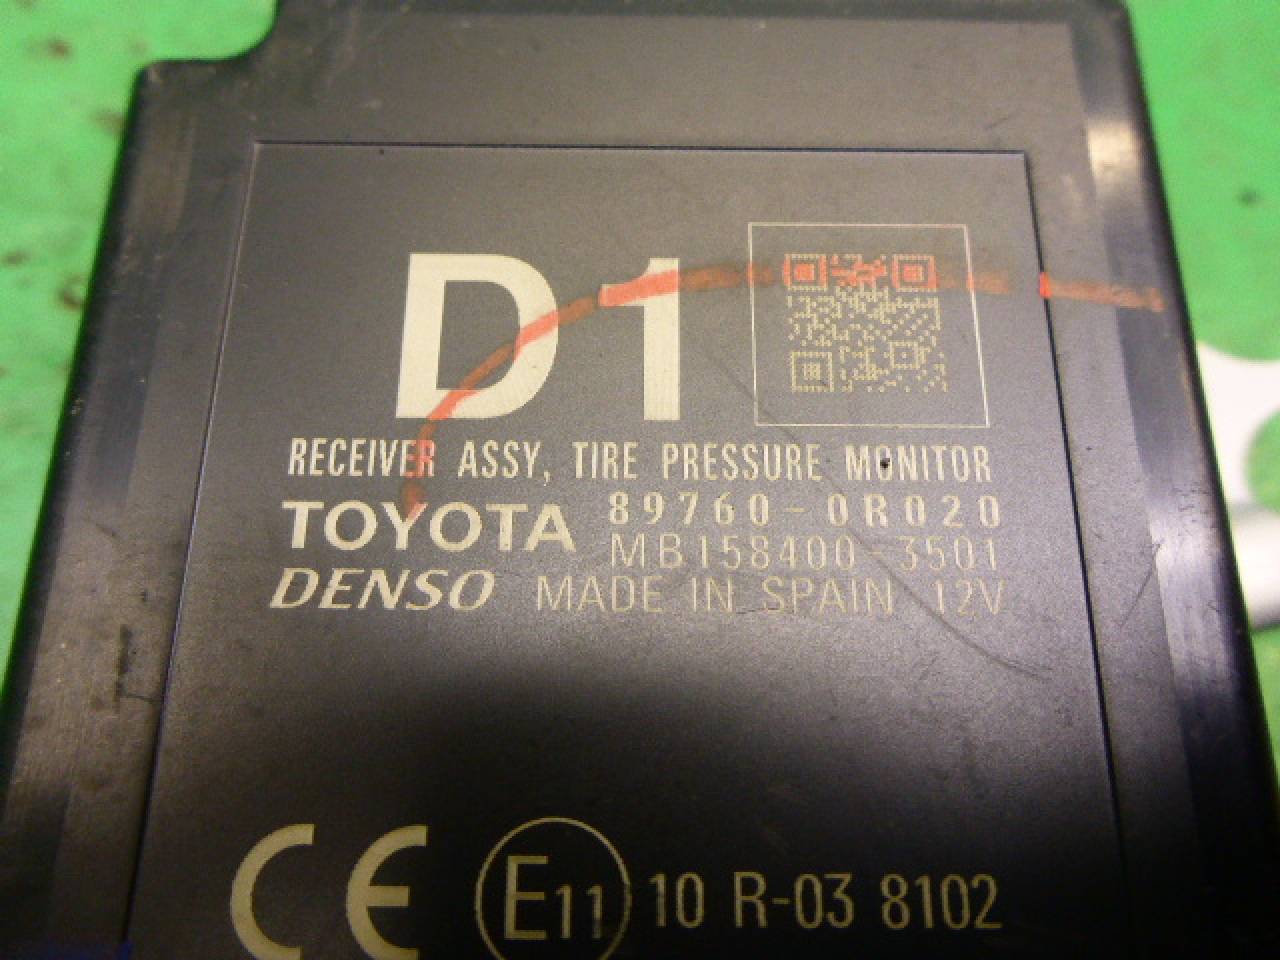 D1
RECEIVER ASSY, TIRE PRESSURE MONITOR
TOYOTA 89760-0R020
MB158400-3501
DENSO MADE IN SPAIN 12V
CE E11 10 R-03 8102